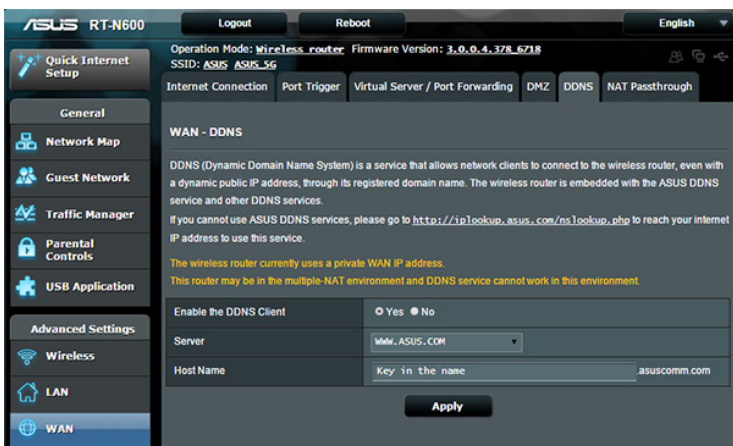 ASUS RT-N600
Logout
Reboot
English
Quick Internet
Setup
General
Network Map
Guest Network
Traffic Manager
Parental
Controls
USB Application
Advanced Settings
Wireless
LAN
WAN
Operation Mode: Wireless router Firmware Version: 3.0.0.4.378_6718
SSID: ASUS ASUS_5G
Internet Connection
Port Trigger
Virtual Server / Port Forwarding
DMZ
DDNS
NAT Passthrough
WAN - DDNS
DDNS (Dynamic Domain Name System) is a service that allows network clients to connect to the wireless router, even with
a dynamic public IP address, through its registered domain name. The wireless router is embedded with the ASUS DDNS
service and other DDNS services.
If you cannot use ASUS DDNS services, please go to http://iplookup.asus.com/nslookup.php to reach your internet
IP address to use this service.
The wireless router currently uses a private WAN IP address.
This router may be in the multiple-NAT environment and DDNS service cannot work in this environment.
Enable the DDNS Client
Yes No
Server
WWW.ASUS.COM
Host Name
Key in the name .asuscomm.com
Apply